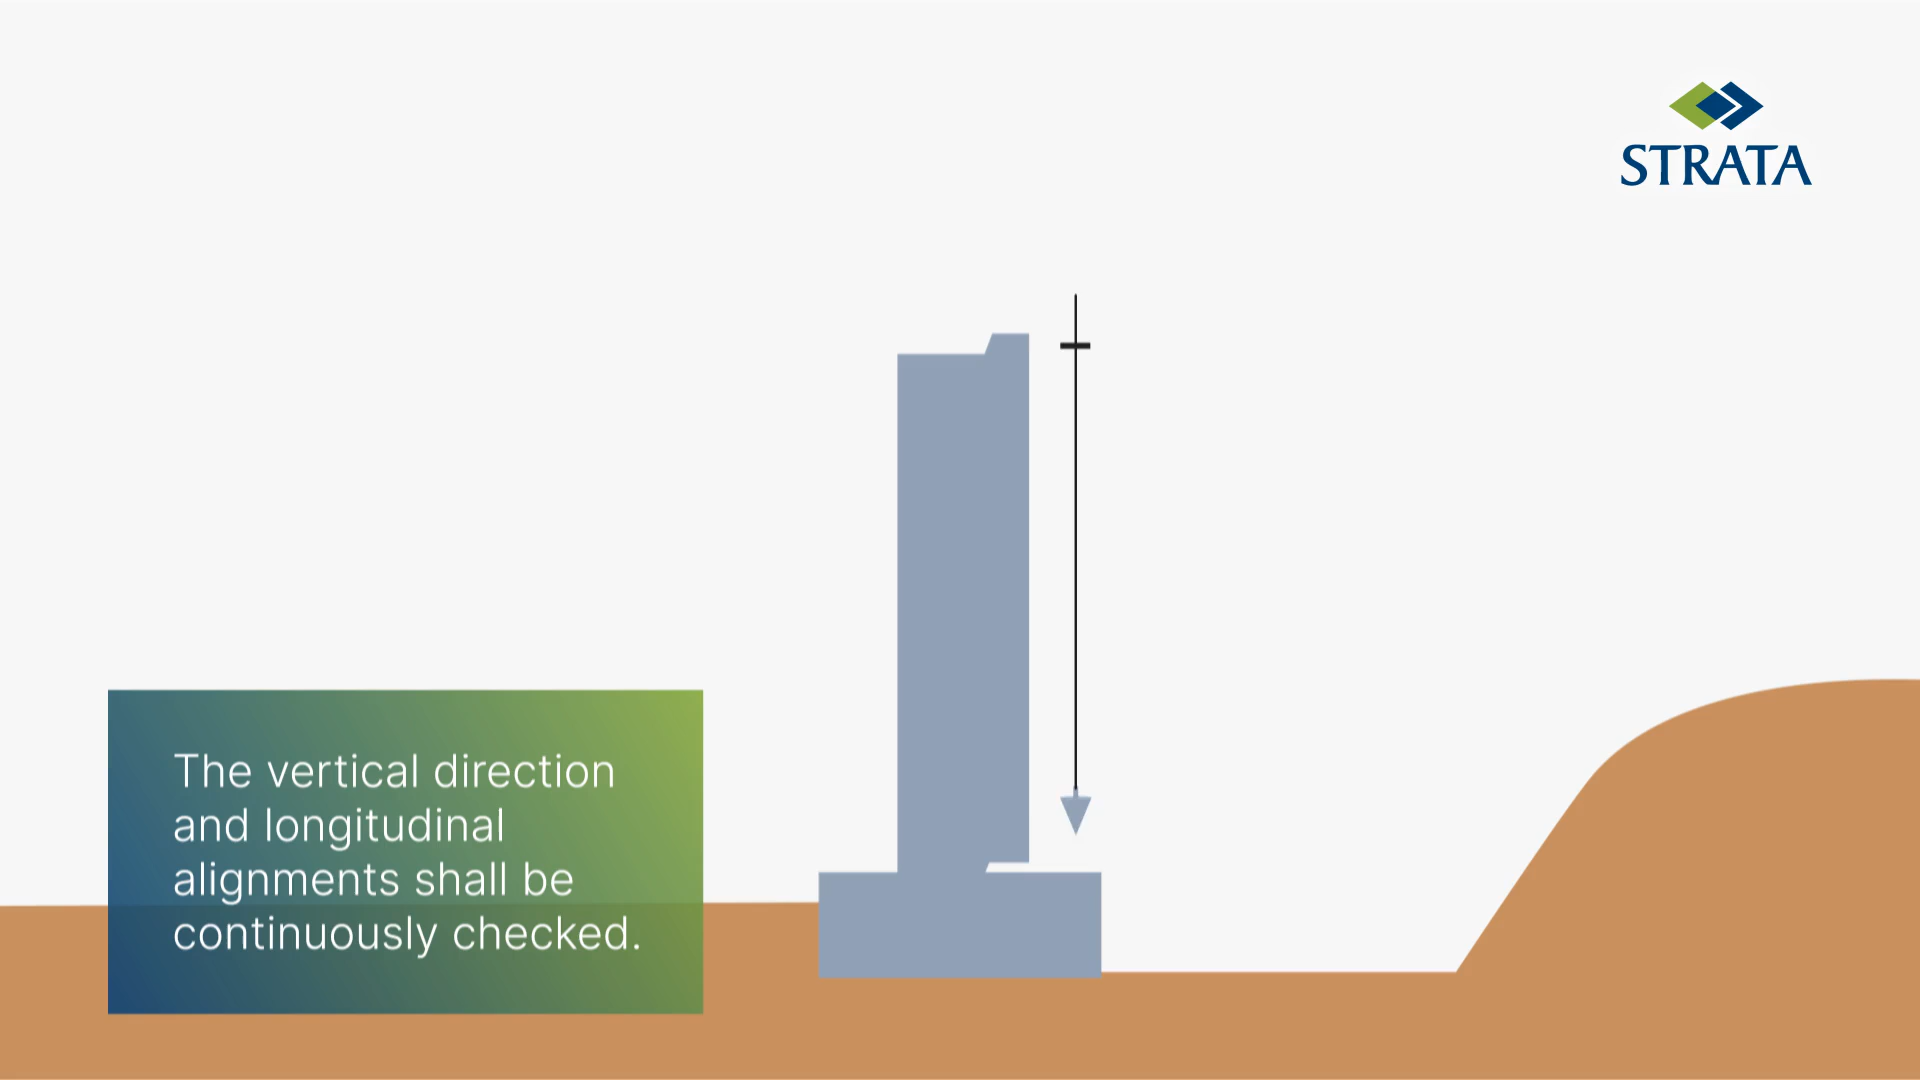 STRATA
The vertical direction
and longitudinal
alignments shall be
continuously checked.